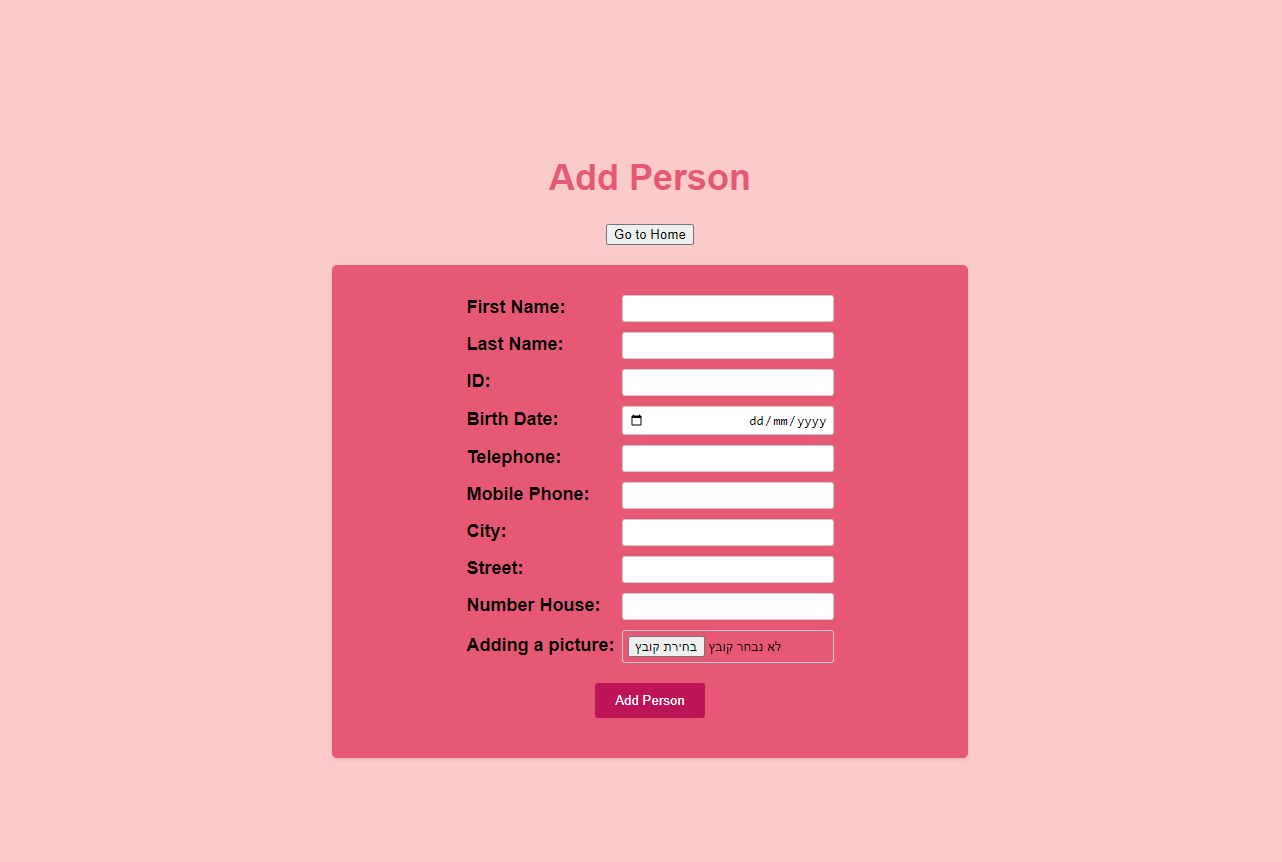 Add Person
Go to Home
First Name:
Last Name:
ID:
Birth Date: dd/mm/yyyy
Telephone:
Mobile Phone:
City:
Street:
Number House:
Adding a picture: בחירת קובץ לא נבחר קובץ
Add Person